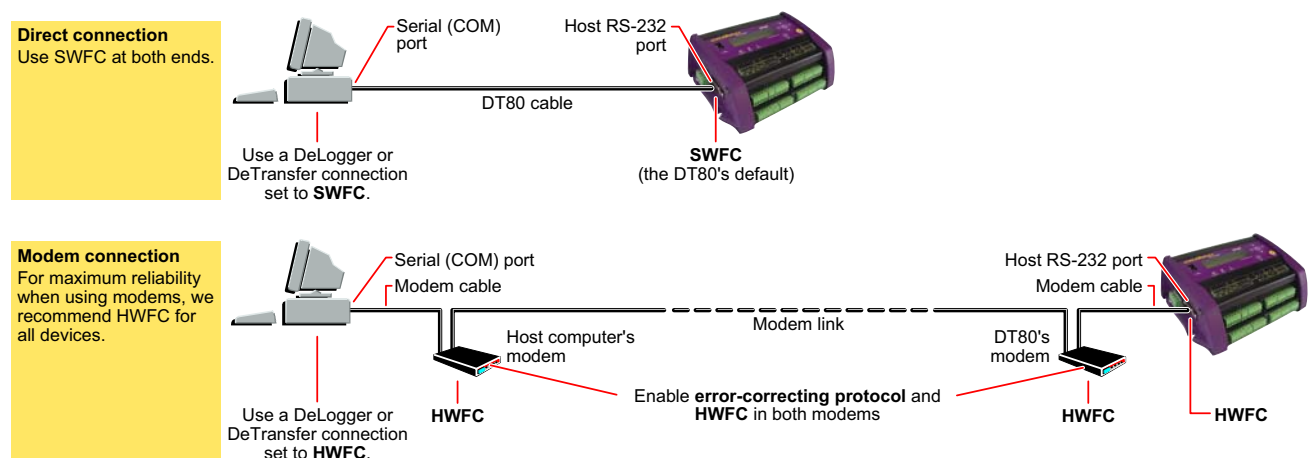 Direct connection
Use SWFC at both ends.
Serial (COM)
port
Host RS-232
port
DT80 cable
Use a DeLogger or
DeTransfer connection
set to SWFC.
SWFC
(the DT80's default)
Modem connection
For maximum reliability
when using modems, we
recommend HWFC for
all devices.
Serial (COM) port
Modem cable
Host RS-232 port
Modem cable
Modem link
Host computer's
modem
DT80's
modem
Enable error-correcting protocol and
HWFC in both modems
HWFC
HWFC
HWFC
Use a DeLogger or
DeTransfer connection
set to HWFC.